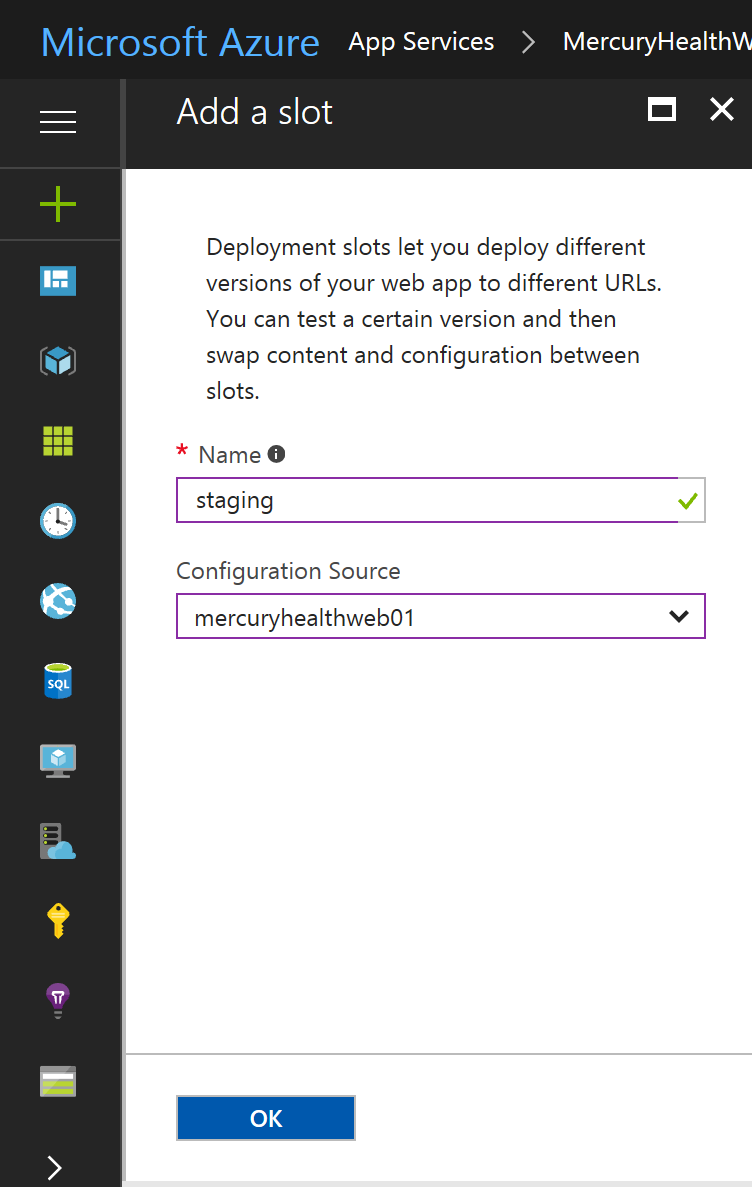 Microsoft Azure App Services > MercuryHealthW
Add a slot
Deployment slots let you deploy different
versions of your web app to different URLs.
You can test a certain version and then
swap content and configuration between
slots.
* Name
staging
Configuration Source
mercuryhealthweb01
SQL
OK